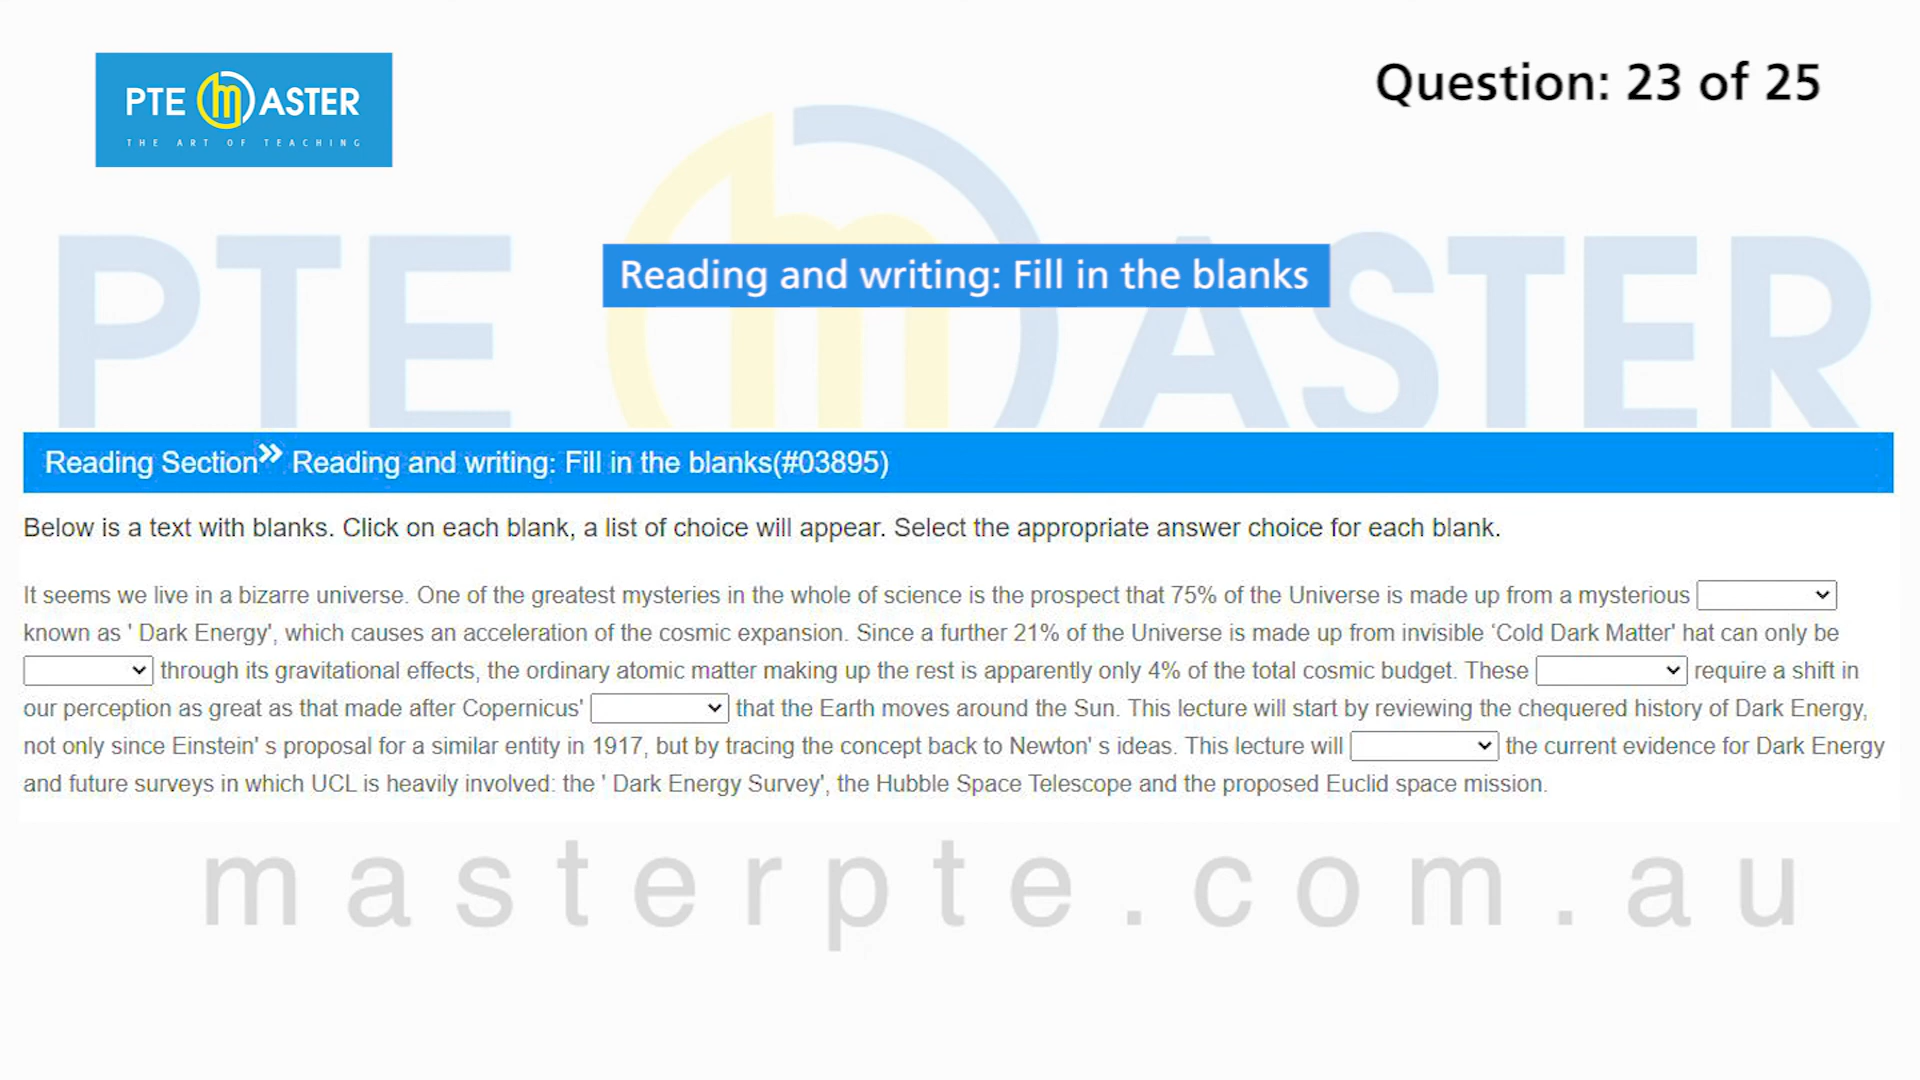 PTE MASTER
THE ART OF TEACHING
Question: 23 of 25
PTE MASTER
Reading and writing: Fill in the blanks
Reading Section» Reading and writing: Fill in the blanks(#03895)
Below is a text with blanks. Click on each blank, a list of choice will appear. Select the appropriate answer choice for each blank.
It seems we live in a bizarre universe. One of the greatest mysteries in the whole of science is the prospect that 75% of the Universe is made up from a mysterious
known as ' Dark Energy', which causes an acceleration of the cosmic expansion. Since a further 21% of the Universe is made up from invisible ‘Cold Dark Matter' hat can only be
through its gravitational effects, the ordinary atomic matter making up the rest is apparently only 4% of the total cosmic budget. These require a shift in
our perception as great as that made after Copernicus' that the Earth moves around the Sun. This lecture will start by reviewing the chequered history of Dark Energy,
not only since Einstein' s proposal for a similar entity in 1917, but by tracing the concept back to Newton' s ideas. This lecture will the current evidence for Dark Energy
and future surveys in which UCL is heavily involved: the ' Dark Energy Survey', the Hubble Space Telescope and the proposed Euclid space mission.
masterpte.com.au